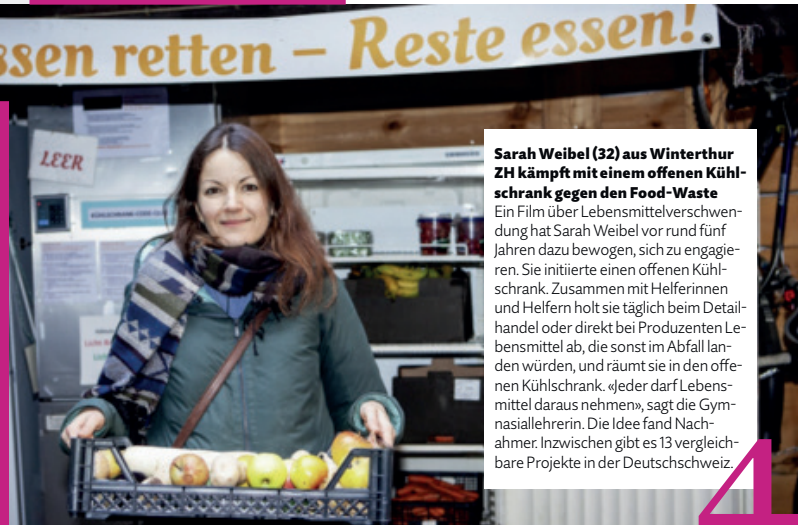 ssen retten – Reste essen!
LEER
KÜHLSCHRANK-CODE
Sarah Weibel (32) aus Winterthur
ZH kämpft mit einem offenen Kühl-
schrank gegen den Food-Waste
Ein Film über Lebensmittelverschwen-
dung hat Sarah Weibel vor rund fünf
Jahren dazu bewogen, sich zu engagie-
ren. Sie initiierte einen offenen Kühl-
schrank. Zusammen mit Helferinnen
und Helfern holt sie täglich beim Detail-
handel oder direkt bei Produzenten Le-
bensmittel ab, die sonst im Abfall lan-
den würden, und räumt sie in den offe-
nen Kühlschrank. «Jeder darf Lebens-
mittel daraus nehmen», sagt die Gym-
nasiallehrerin. Die Idee fand Nach-
ahmer. Inzwischen gibt es 13 vergleich-
bare Projekte in der Deutschschweiz.
4